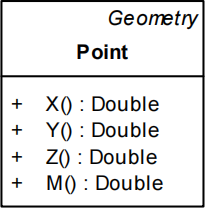 Geometry
Point
+ X() : Double
+ Y() : Double
+ Z() : Double
+ M() : Double